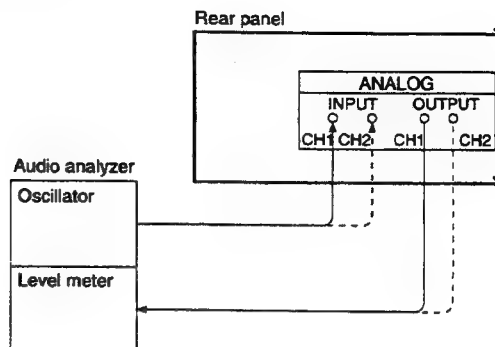 Rear panel
ANALOG
INPUT OUTPUT
CH1 CH2 CH1 CH2
Audio analyzer
Oscillator
Level meter